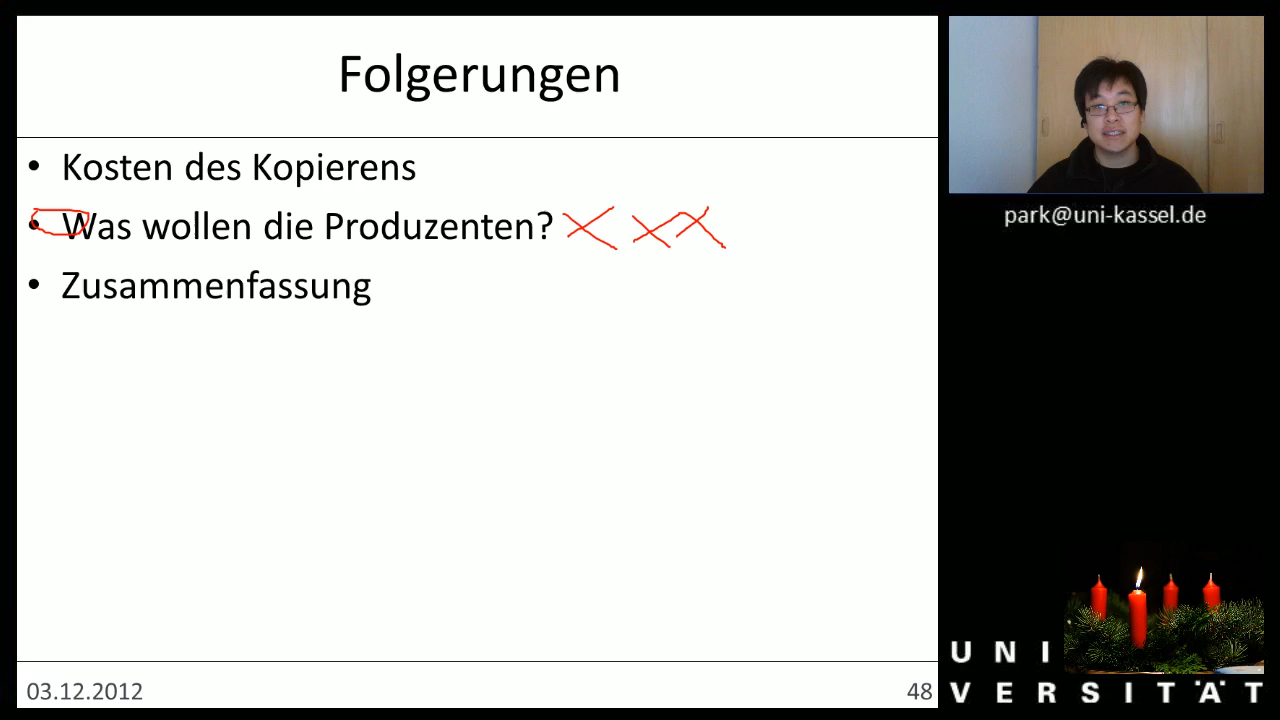 Folgerungen
• Kosten des Kopierens
• Was wollen die Produzenten?
• Zusammenfassung
03.12.2012
48
park@uni-kassel.de
UNI
VERSITÄT